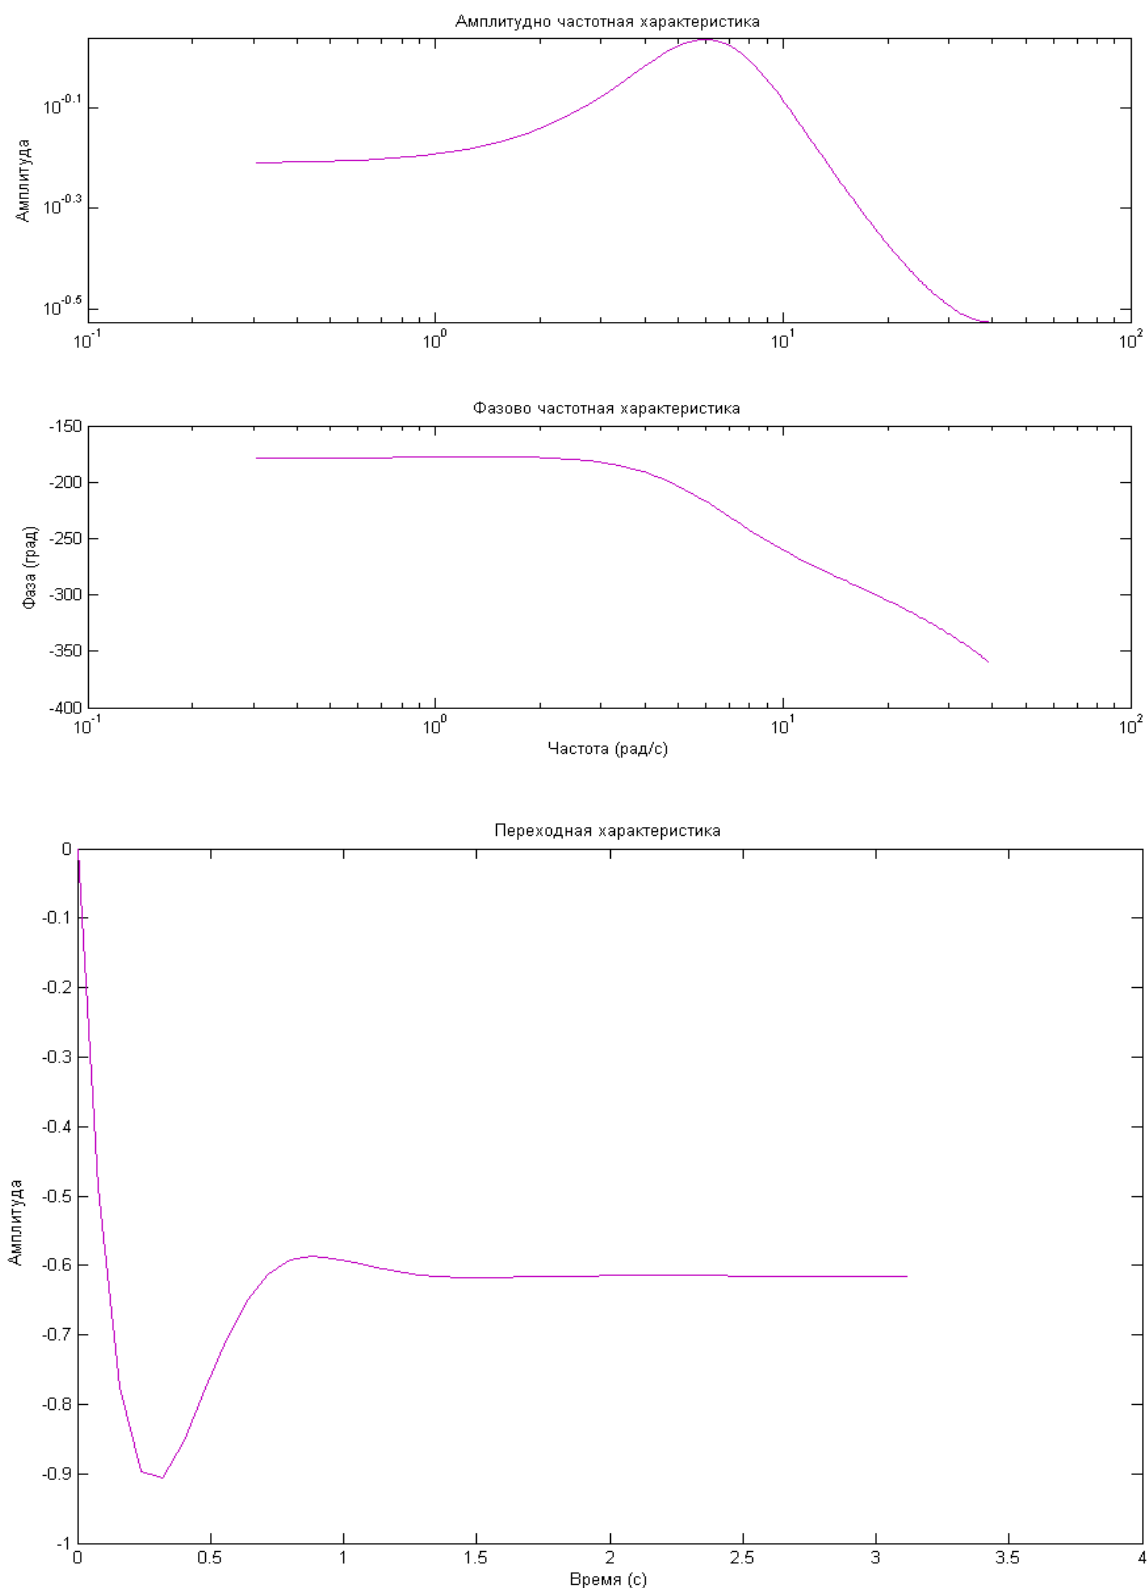 Амплитудно частотная характеристика
10^-0.1
10^-0.3
10^-0.5
Амплитуда
10^-1 10^0 10^1 10^2
Фазово частотная характеристика
-150
-200
-250
-300
-350
-400
Фаза (град)
10^-1 10^0 10^1 10^2
Частота (рад/с)
Переходная характеристика
0
-0.1
-0.2
-0.3
-0.4
-0.5
-0.6
-0.7
-0.8
-0.9
-1
Амплитуда
0 0.5 1 1.5 2 2.5 3 3.5 4
Время (с)